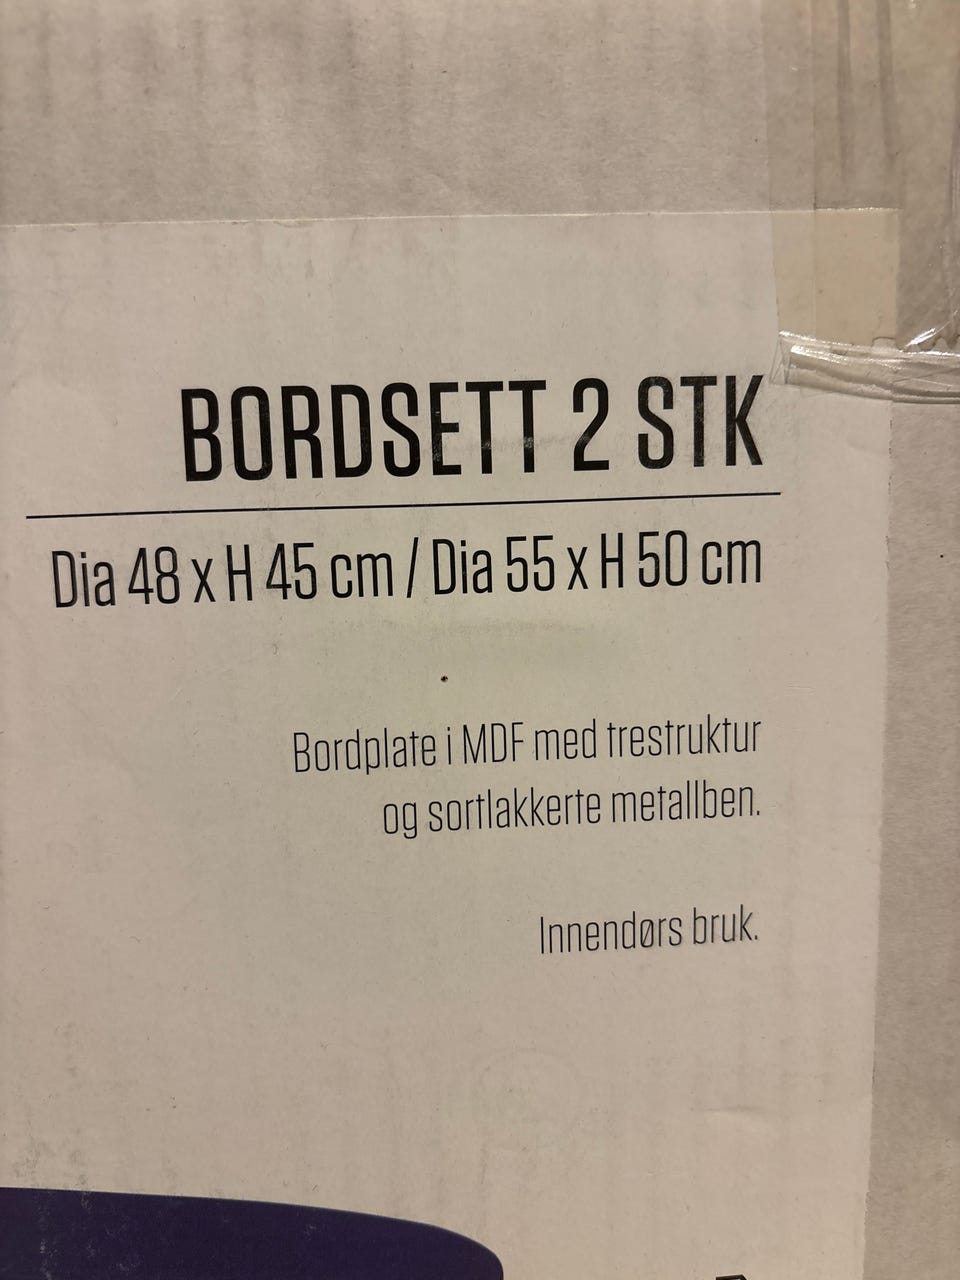 BORDSETT 2 STK
Dia 48 x H 45 cm / Dia 55 x H 50 cm
Bordplate i MDF med trestruktur
og sortlakkerte metallben.
Innendørs bruk.